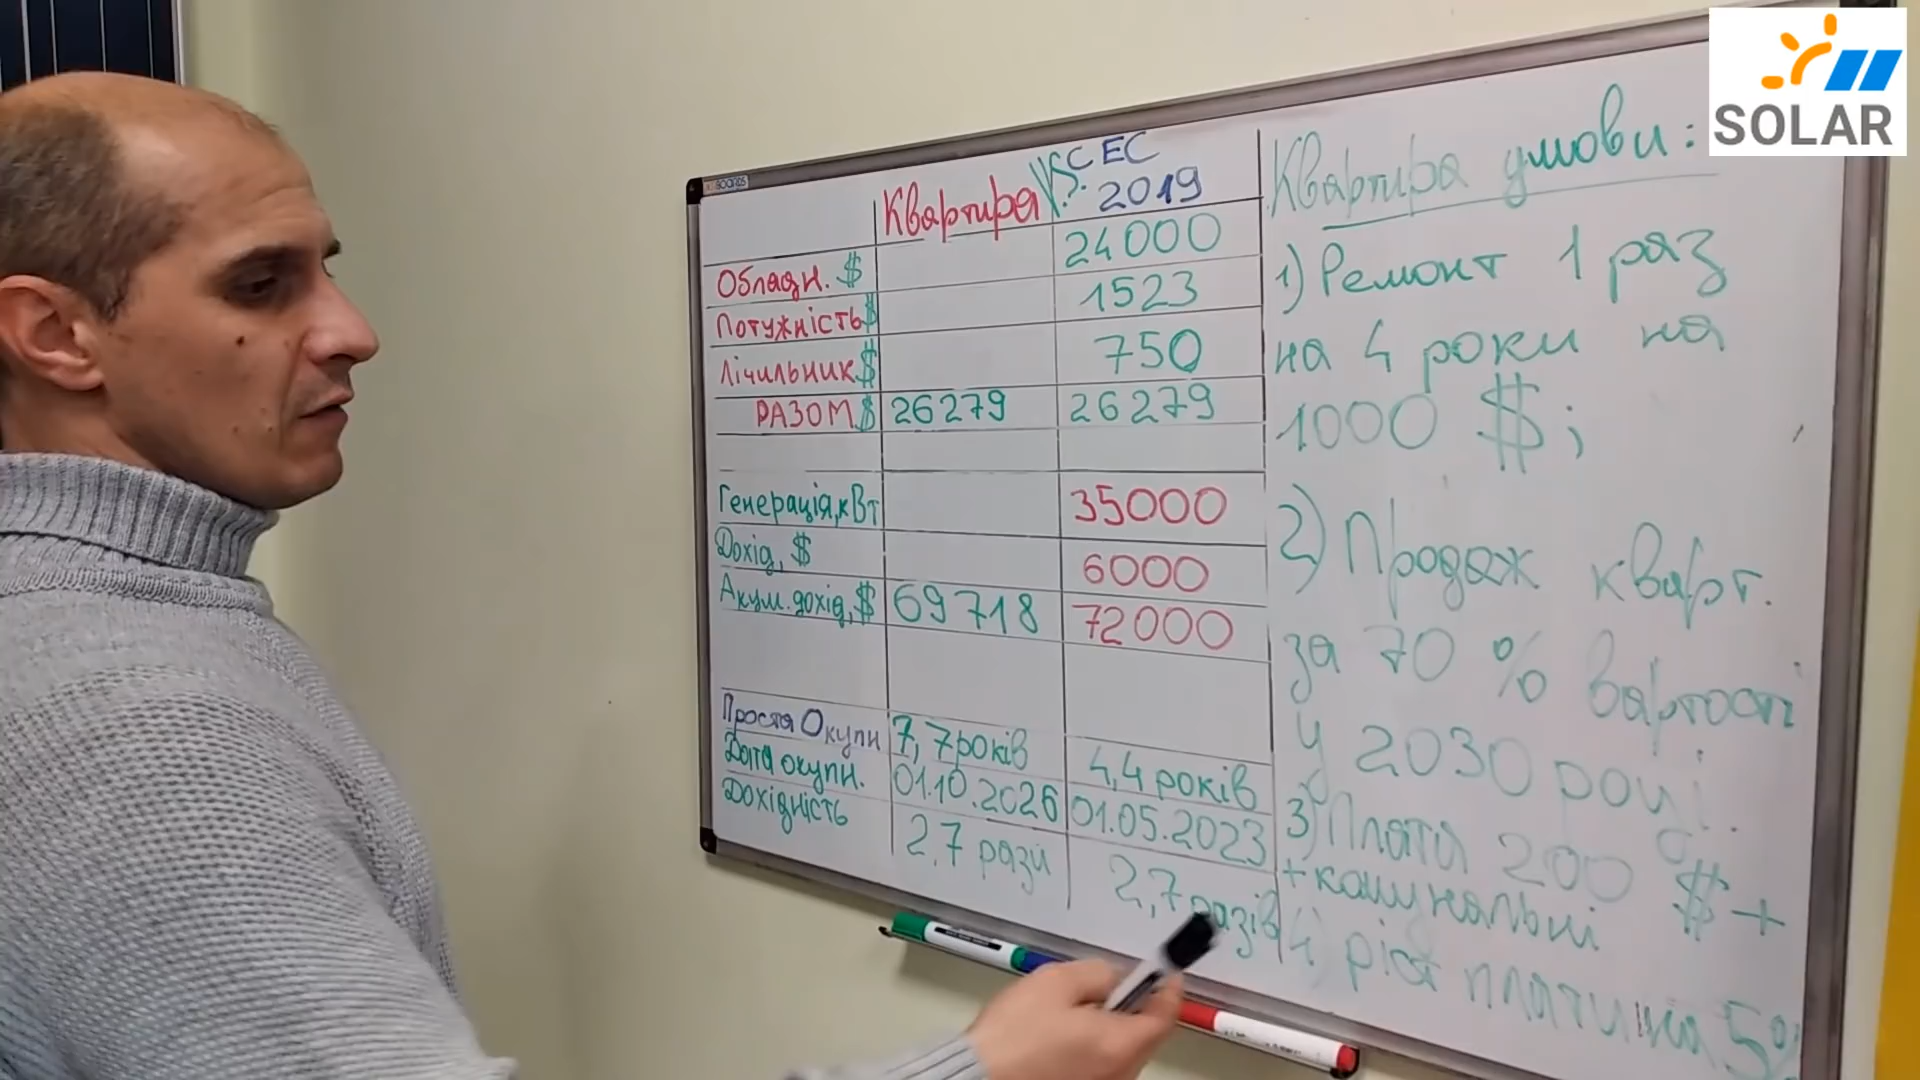 SOLAR
BOARDS
Квартира VS? СЕС
2019
Обладн. $ 24000
Потужність $ 1523
Лічильник $ 750
РАЗОМ $ 26279 26279
Генерація, кВт 35000
Дохід, $ 6000
Акум. дохід, $ 69718 72000
Проста Окупн 7,7 років 4,4 років
Дата окупн. 01.10.2026 01.05.2023
Дохідність 2,7 рази 2,7 разів
Квартира умови:
1) Ремонт 1 раз
на 4 роки на
1000 $;
2) Продаж кварт.
за 70 % вартості
у 2030 році.
3) Плата 200 $ +
+ комунальні
4) ріст платні на 5%